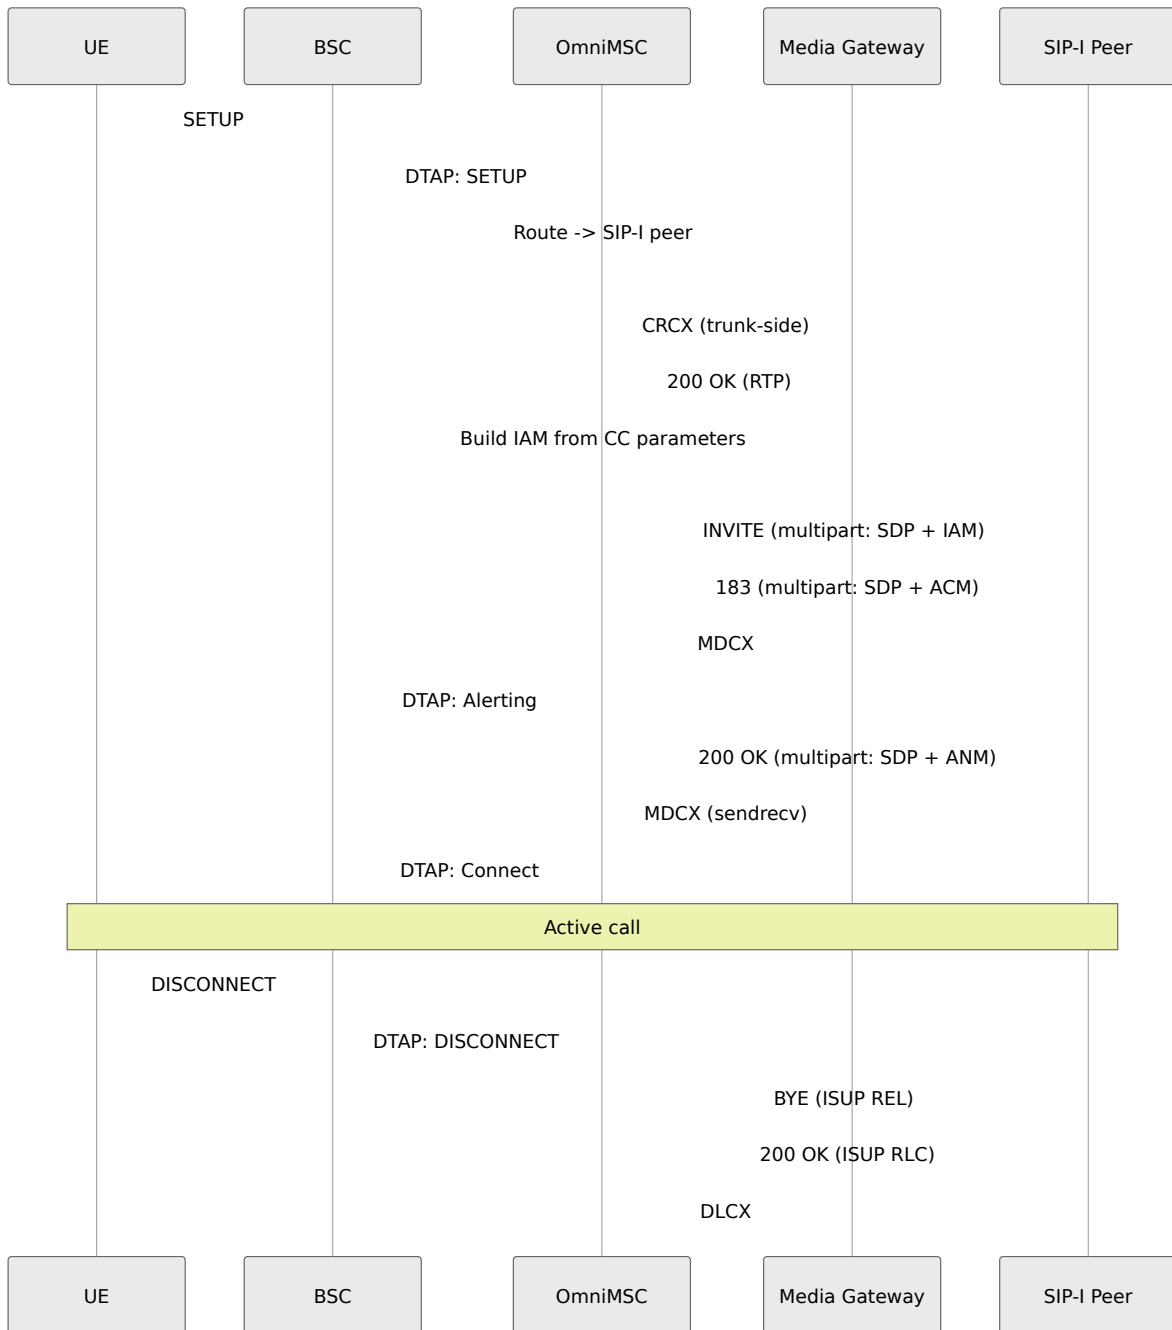 UE
BSC
OmniMSC
Media Gateway
SIP-I Peer
SETUP
DTAP: SETUP
Route -> SIP-I peer
CRCX (trunk-side)
200 OK (RTP)
Build IAM from CC parameters
INVITE (multipart: SDP + IAM)
183 (multipart: SDP + ACM)
MDCX
DTAP: Alerting
200 OK (multipart: SDP + ANM)
MDCX (sendrecv)
DTAP: Connect
Active call
DISCONNECT
DTAP: DISCONNECT
BYE (ISUP REL)
200 OK (ISUP RLC)
DLCX
UE
BSC
OmniMSC
Media Gateway
SIP-I Peer